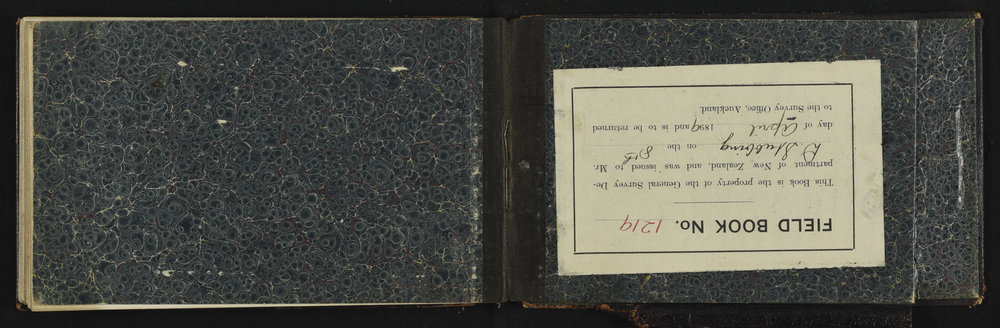 FIELD BOOK No. 1219
This Book is the property of the General Survey De-
partment of New Zealand, and was issued to Mr.
D. Stubbing on the 8th
day of April 1899 and is to be returned
to the Survey Office, Auckland.